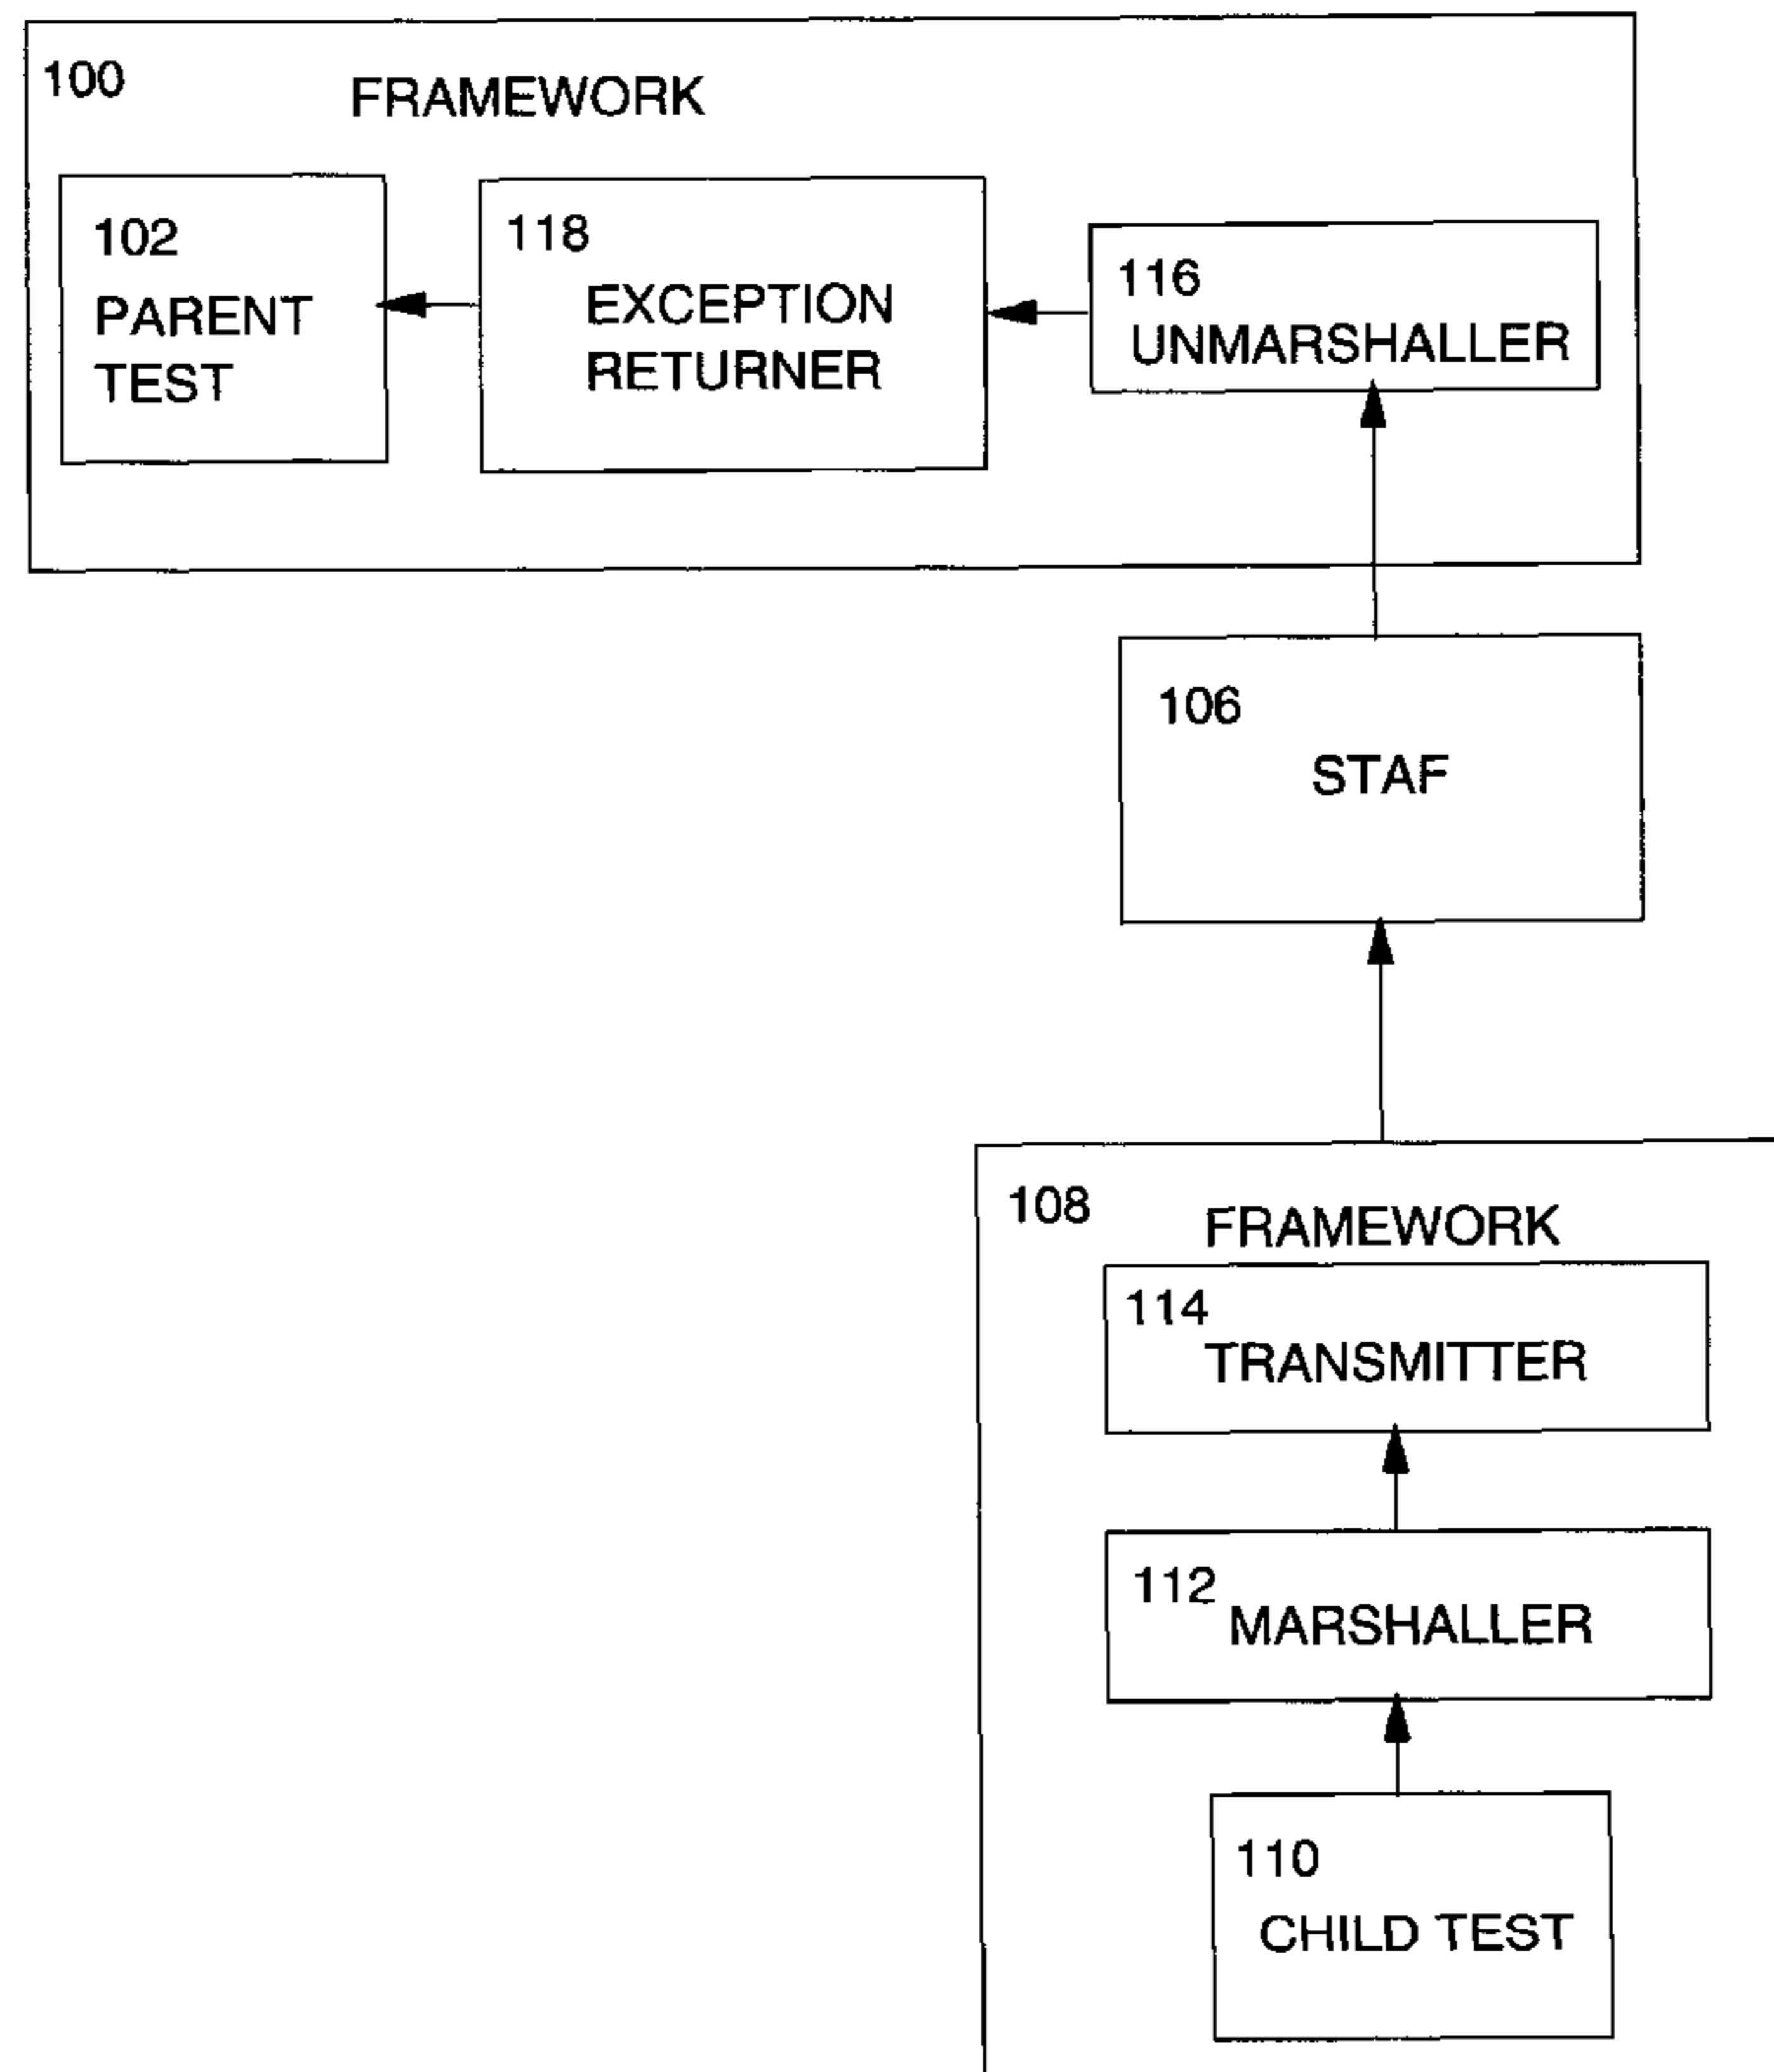 100
FRAMEWORK
102
PARENT
TEST
118
EXCEPTION
RETURNER
116
UNMARSHALLER
106
STAF
108
FRAMEWORK
114
TRANSMITTER
112
MARSHALLER
110
CHILD TEST